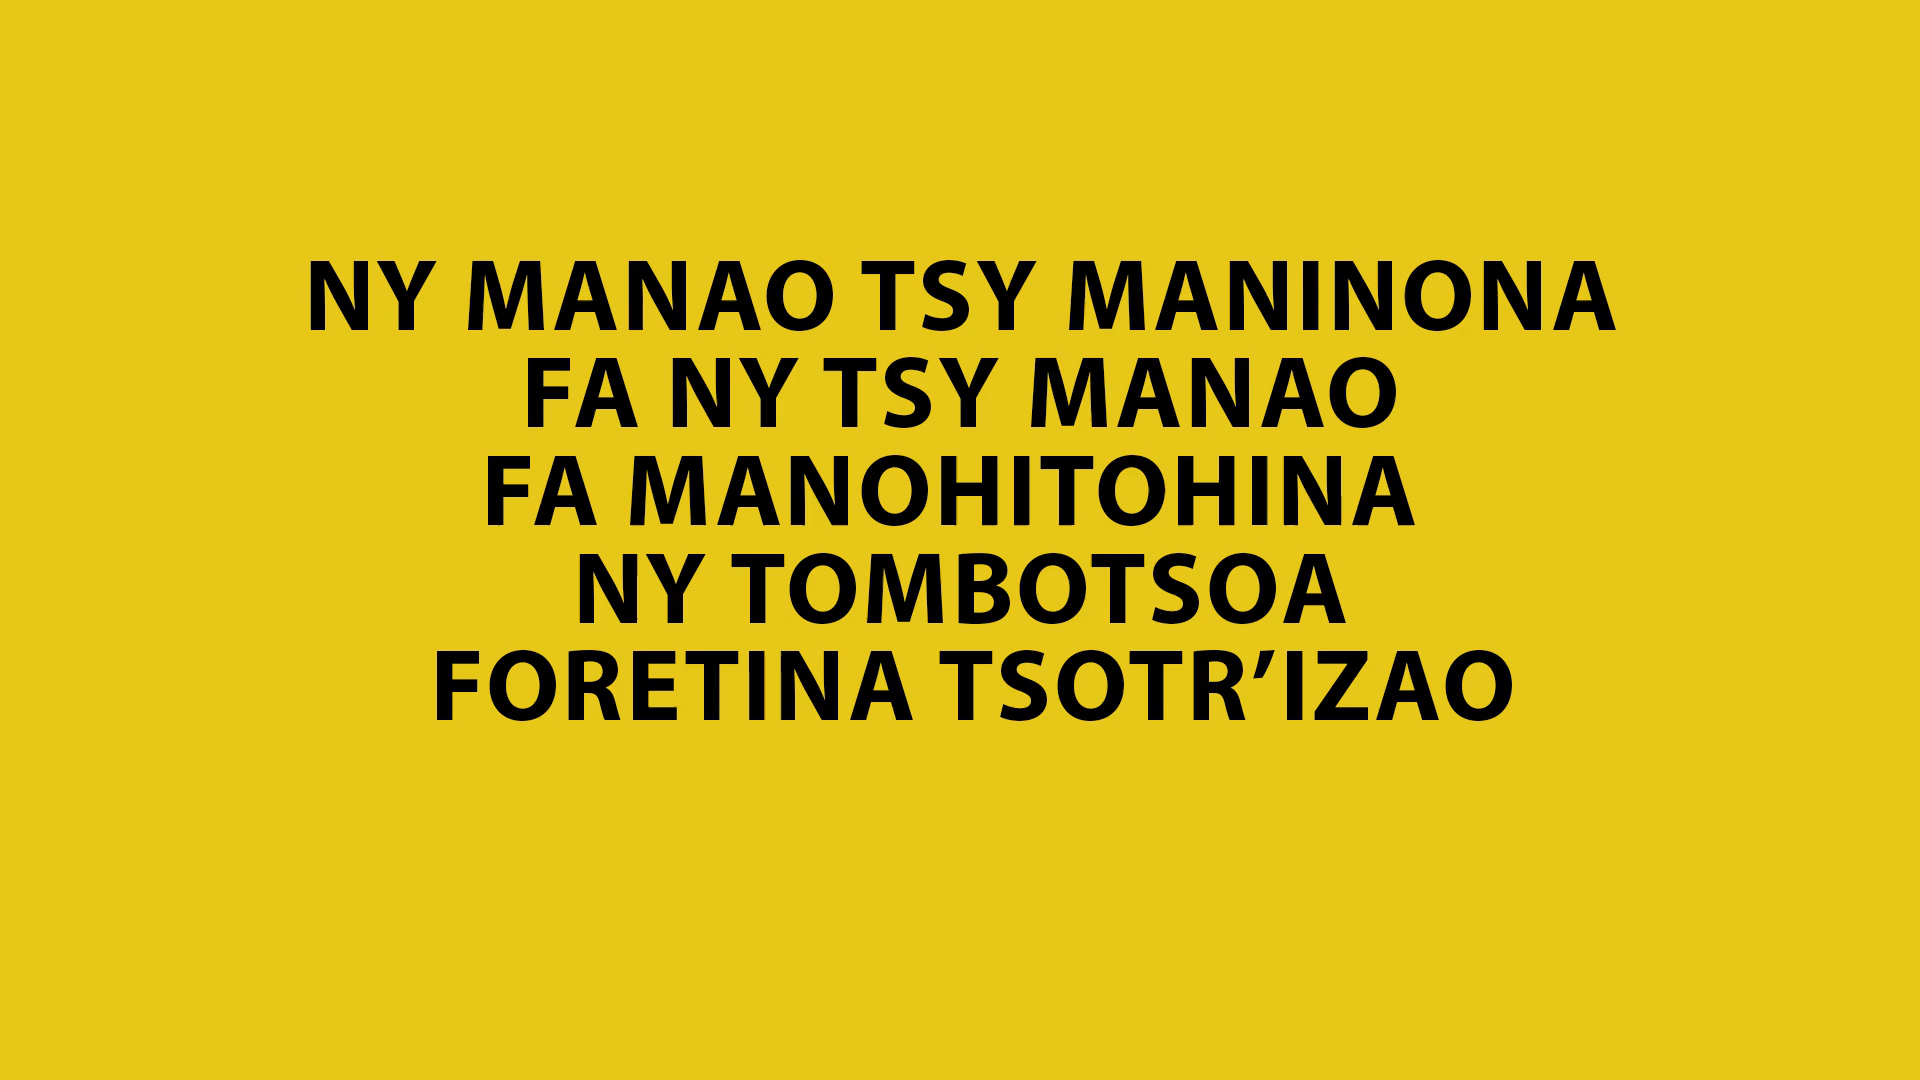 NY MANAO TSY MANINONA
FA NY TSY MANAO
FA MANOHITOHINA
NY TOMBOTSOA
FORETINA TSOTR’IZAO